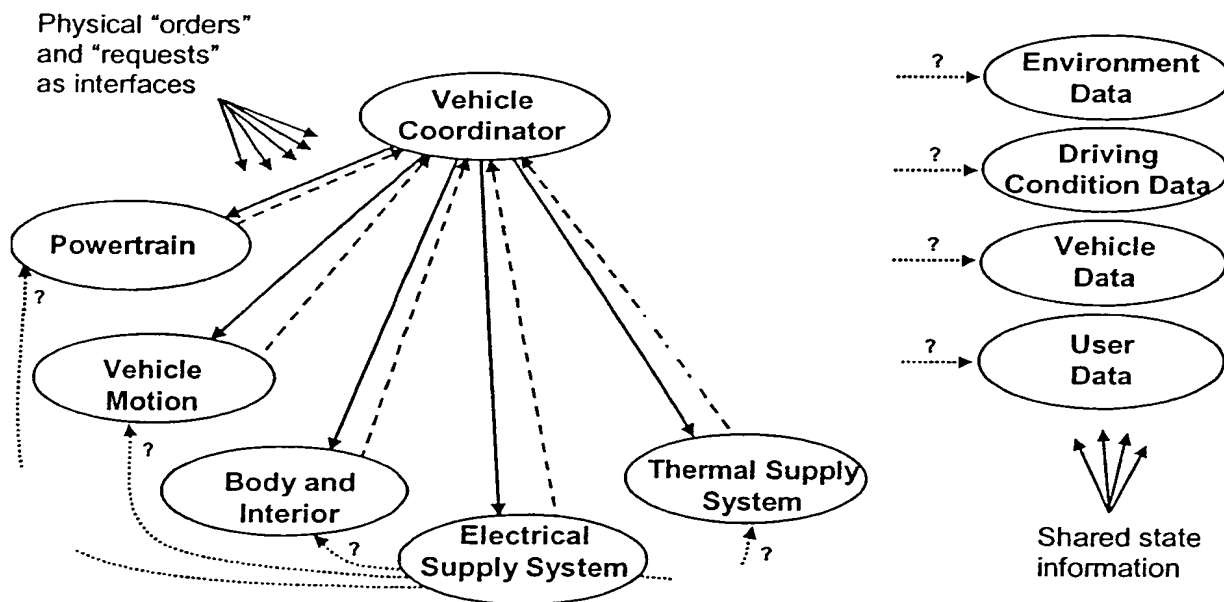 Physical “orders”
and “requests”
as interfaces
Vehicle
Coordinator
Powertrain
?
Vehicle
Motion
?
Body and
Interior
?
Electrical
Supply System
Thermal Supply
System
?
?
Environment
Data
?
Driving
Condition Data
?
Vehicle
Data
?
User
Data
Shared state
information